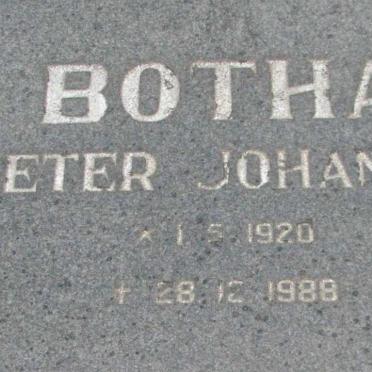 BOTHA
ETER JOHAN
* 1 5 1920
+ 28 12 1988